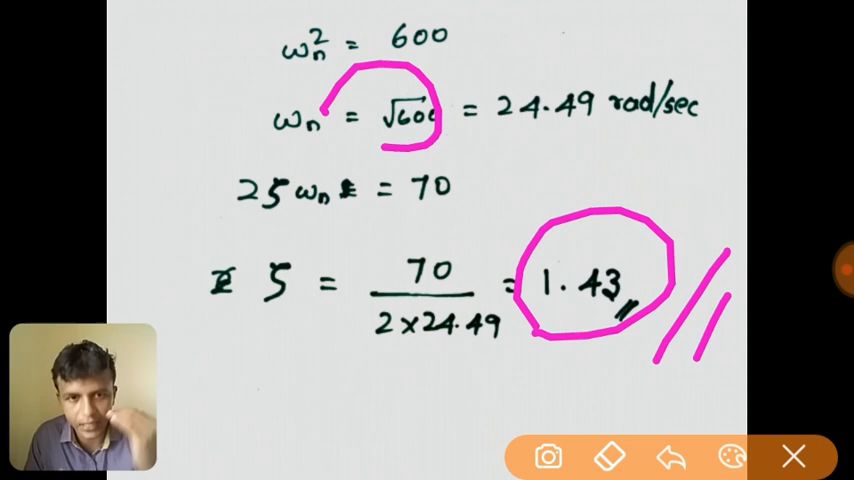 ωn² = 600
ωn = √600 = 24.49 rad/sec
2ζωn = 70
ζ = 70 / 2×24.49 = 1.43